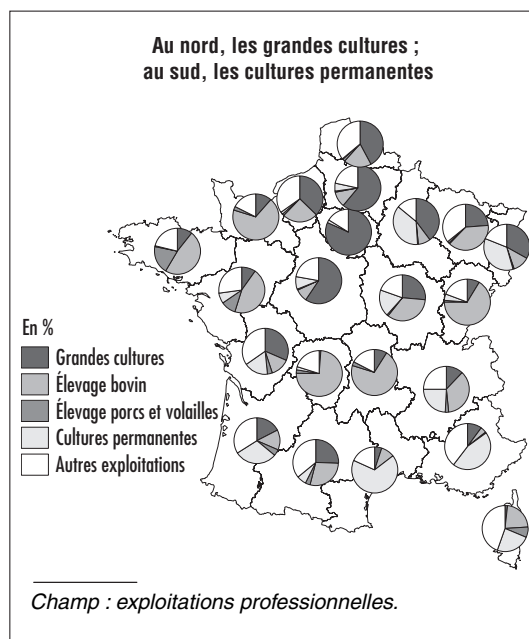 Au nord, les grandes cultures ;
au sud, les cultures permanentes
En %
Grandes cultures
Élevage bovin
Élevage porcs et volailles
Cultures permanentes
Autres exploitations
Champ : exploitations professionnelles.